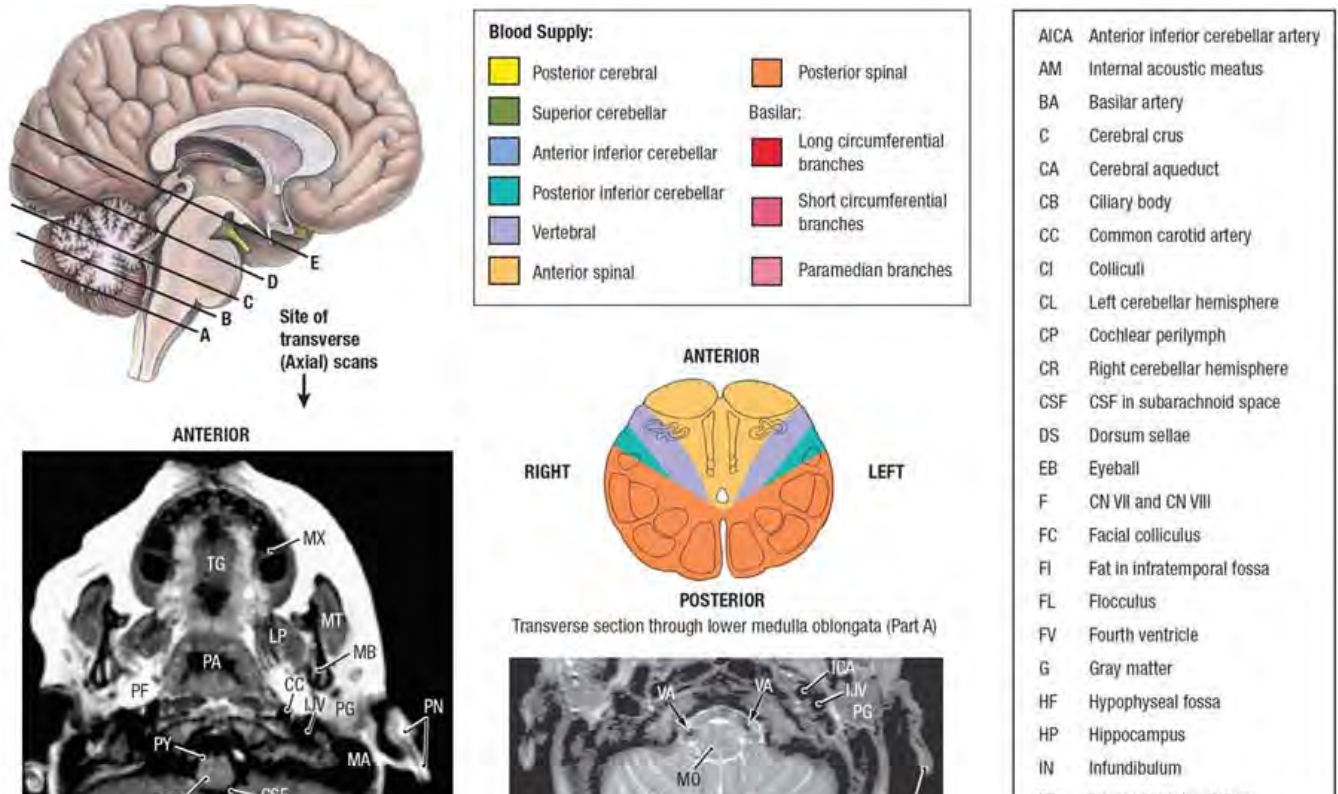 Blood Supply:
Posterior cerebral
Superior cerebellar
Anterior inferior cerebellar
Posterior inferior cerebellar
Vertebral
Anterior spinal
Posterior spinal
Basilar:
Long circumferential
branches
Short circumferential
branches
Paramedian branches
E
D
C
B
A
Site of
transverse
(Axial) scans
ANTERIOR
MX
TG
MT
LP
MB
PA
PF
CC
IJV
PG
PN
PY
MA
CSF
ANTERIOR
RIGHT
LEFT
POSTERIOR
Transverse section through lower medulla oblongata (Part A)
VA
VA
ICA
IJV
PG
MO
AICA Anterior inferior cerebellar artery
AM Internal acoustic meatus
BA Basilar artery
C Cerebral crus
CA Cerebral aqueduct
CB Ciliary body
CC Common carotid artery
CI Colliculi
CL Left cerebellar hemisphere
CP Cochlear perilymph
CR Right cerebellar hemisphere
CSF CSF in subarachnoid space
DS Dorsum sellae
EB Eyeball
F CN VII and CN VIII
FC Facial colliculus
FI Fat in infratemporal fossa
FL Flocculus
FV Fourth ventricle
G Gray matter
HF Hypophyseal fossa
HP Hippocampus
IN Infundibulum